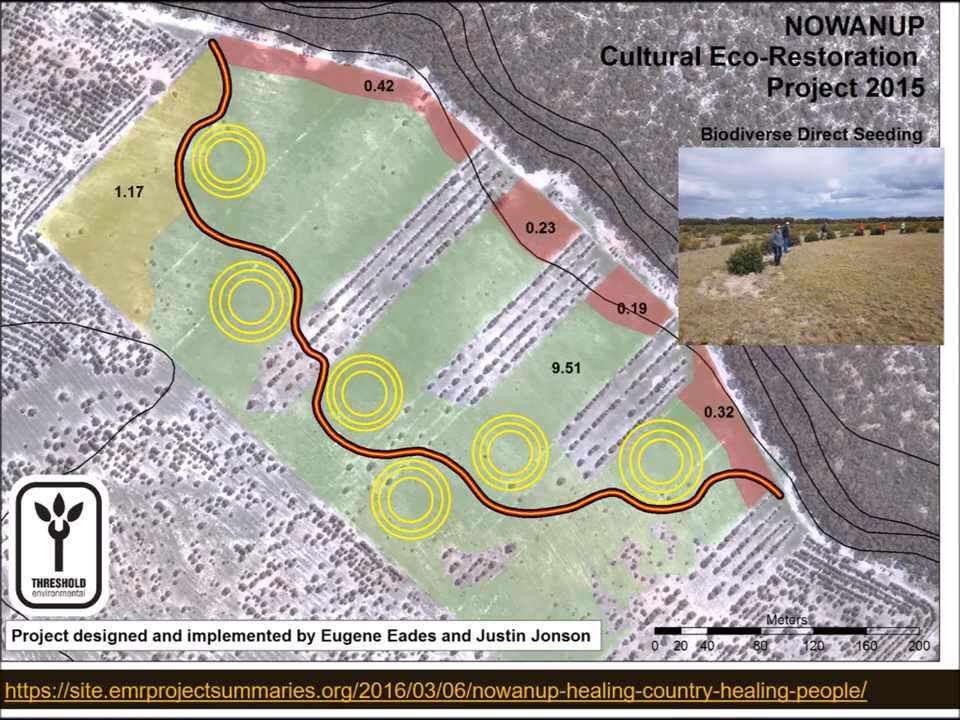 NOWANUP
Cultural Eco-Restoration
Project 2015
Biodiverse Direct Seeding
0.42
1.17
0.23
0.19
9.51
0.32
THRESHOLD
environmental
Project designed and implemented by Eugene Eades and Justin Jonson
Meters
0 20 40 80 120 160 200
https://site.emrprojectsummaries.org/2016/03/06/nowanup-healing-country-healing-people/